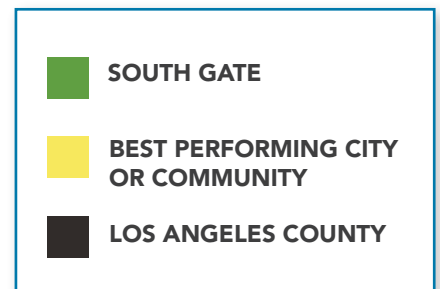 SOUTH GATE
BEST PERFORMING CITY
OR COMMUNITY
LOS ANGELES COUNTY